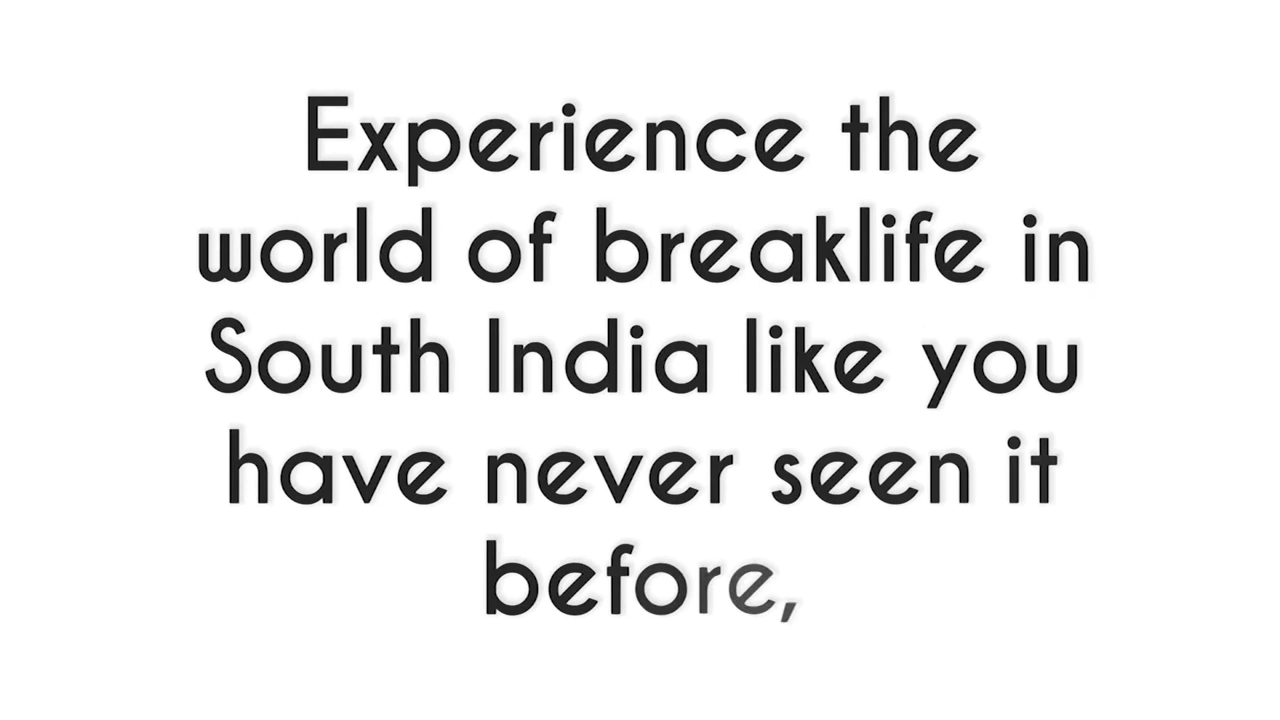 Experience the
world of breaklife in
South India like you
have never seen it
before,